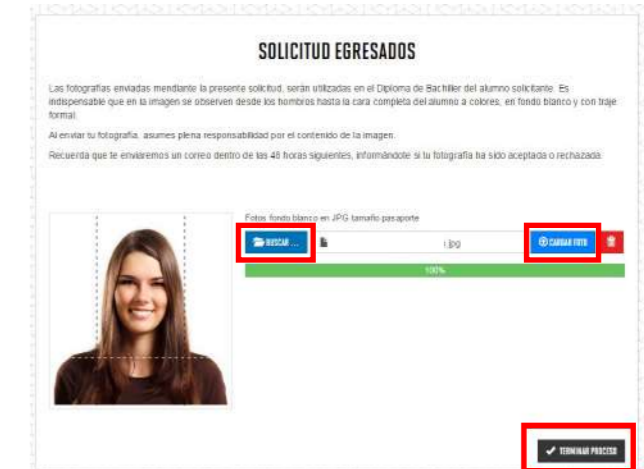 SOLICITUD EGRESADOS
Las fotografías enviadas mendiante la presente solicitud, serán utilizadas en el Diploma de Bachiller del alumno solicitante. Es
indispensable que en la imagen se observen desde los hombros hasta la cara completa del alumno a colores, en fondo blanco y con traje
formal.
Al enviar tu fotografía, asumes plena responsabilidad por el contenido de la imagen.
Recuerda que te enviaremos un correo dentro de las 48 horas siguientes, informándote si tu fotografía ha sido aceptada o rechazada.
Fotos fondo blanco en JPG tamaño pasaporte
BUSCAR ... .jpg CARGAR FOTO
100%
TERMINAR PROCESO